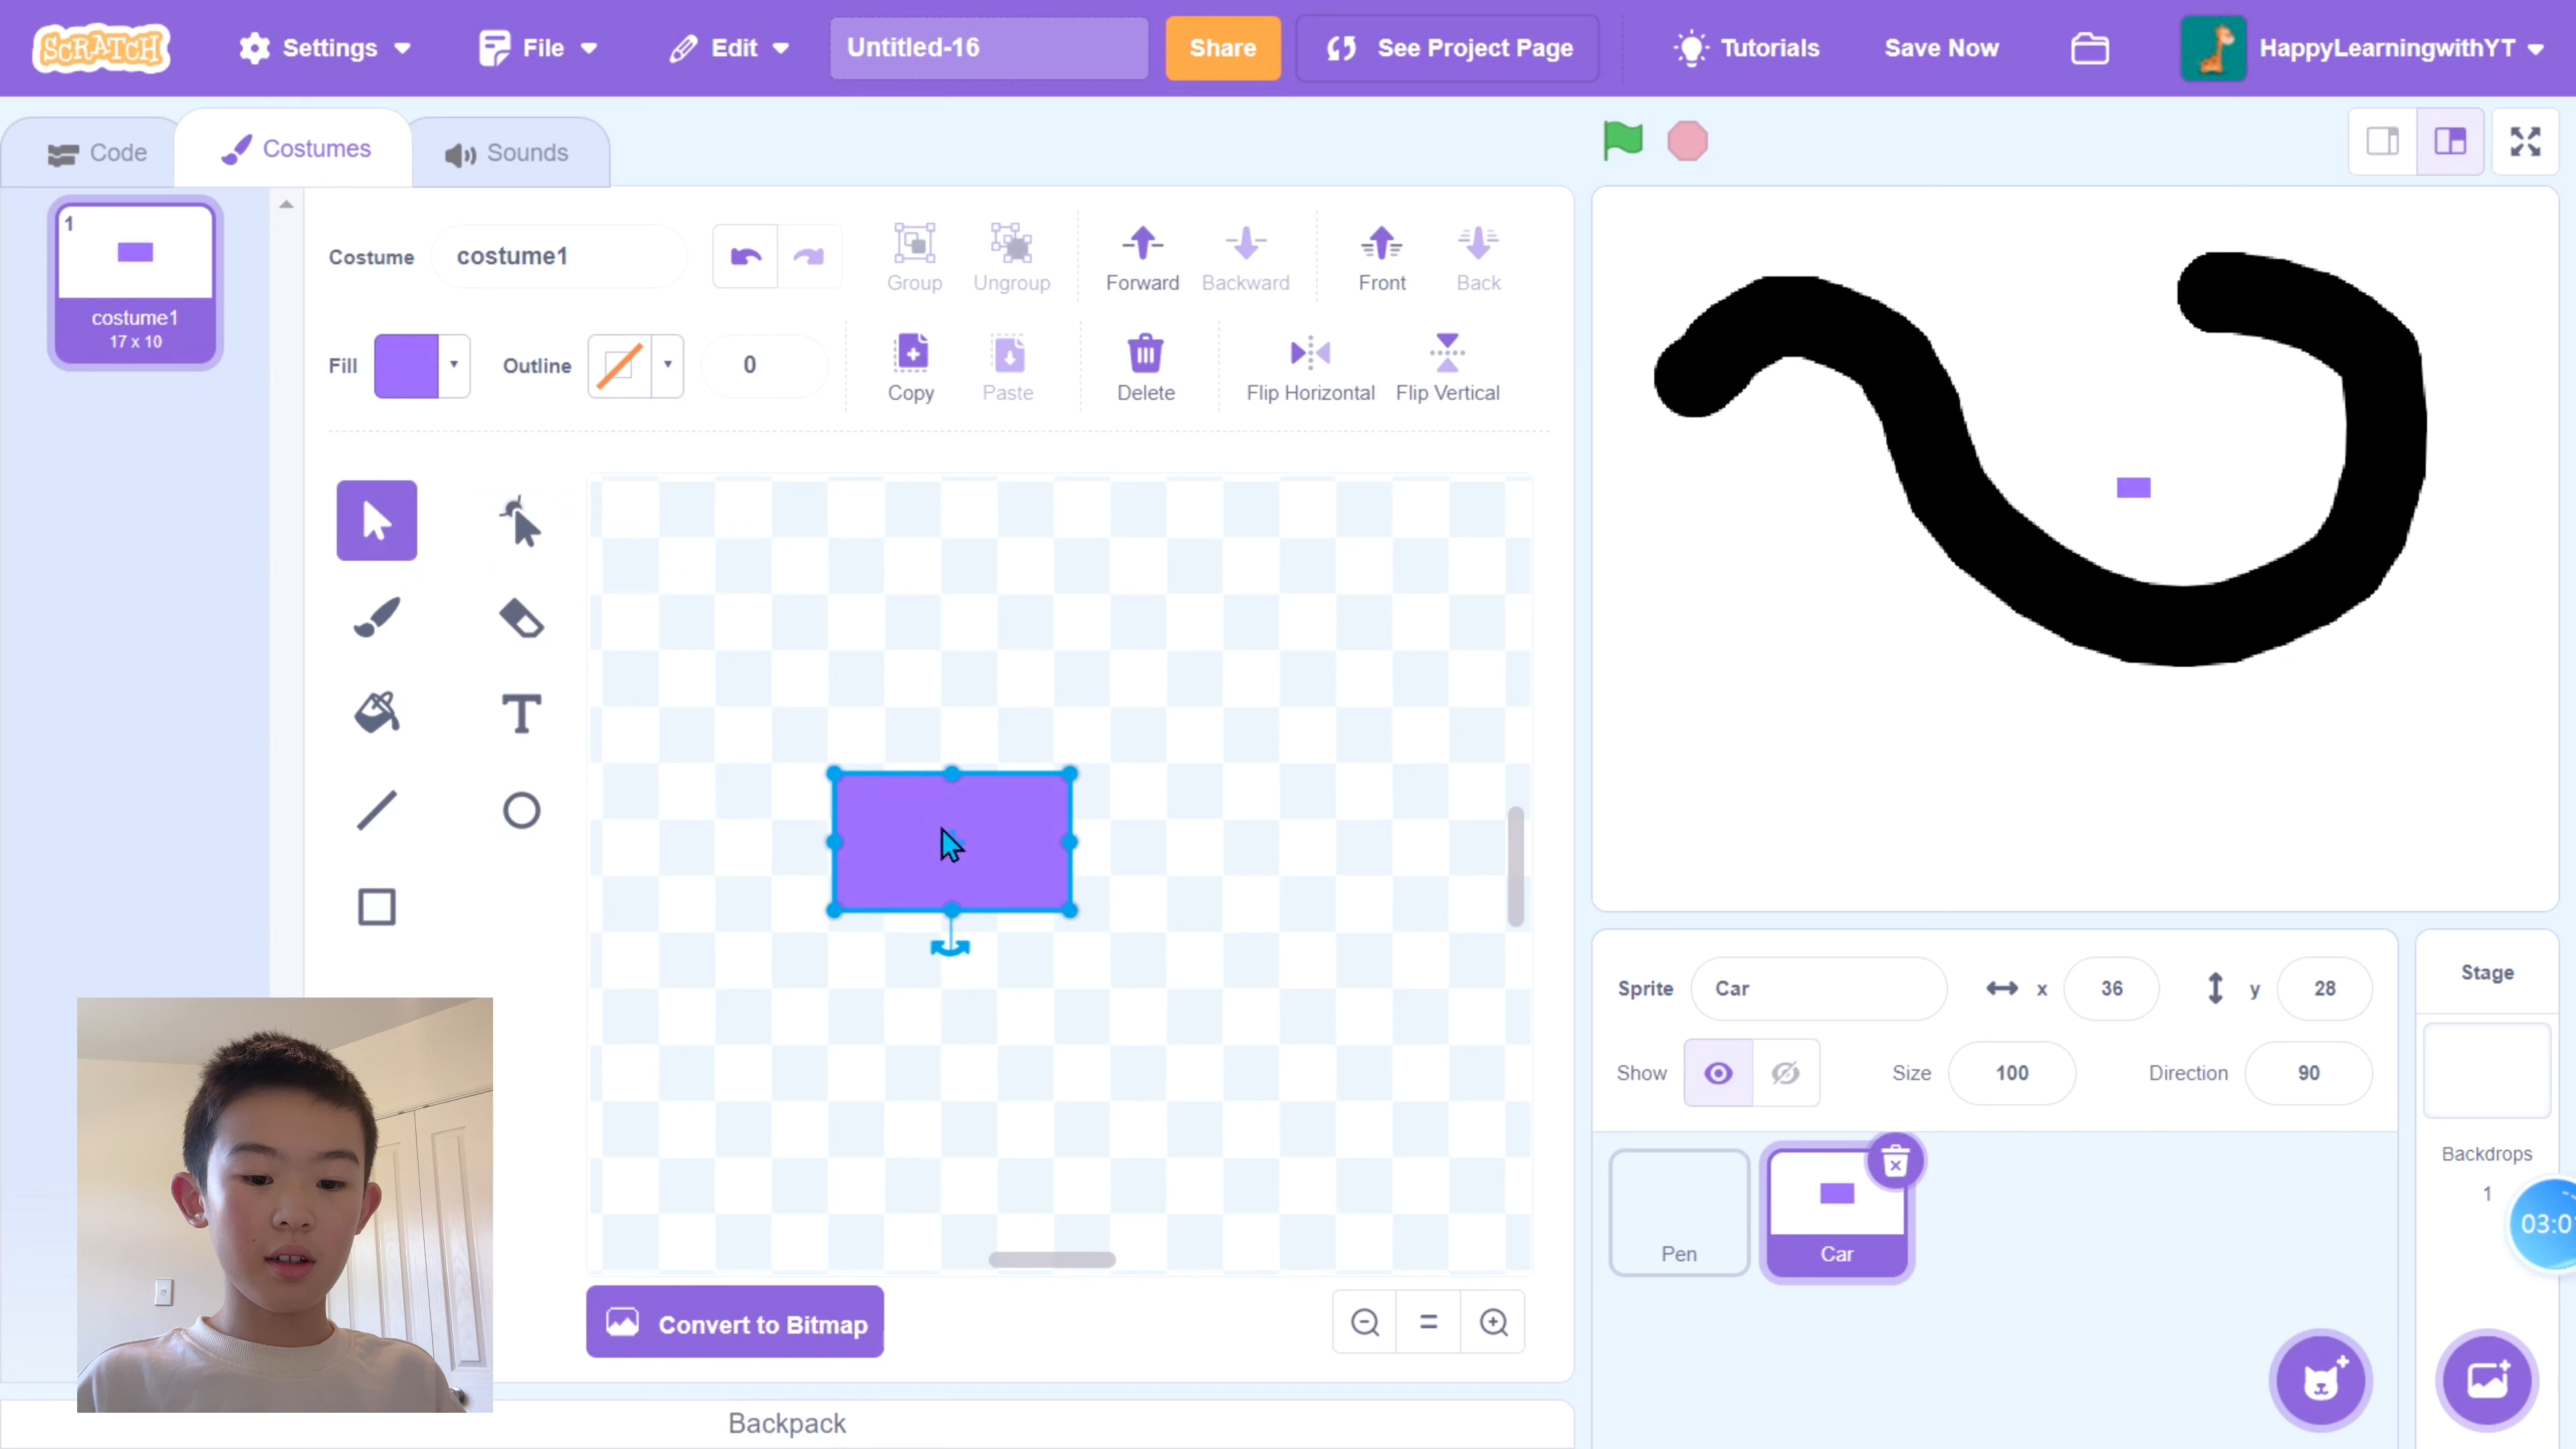 SCRATCH
Settings
File
Edit
Untitled-16
Share
See Project Page
Tutorials
Save Now
HappyLearningwithYT
Code
Costumes
Sounds
1
costume1
17 x 10
Costume
costume1
Group
Ungroup
Forward
Backward
Front
Back
Fill
Outline
0
Copy
Paste
Delete
Flip Horizontal
Flip Vertical
T
Convert to Bitmap
Backpack
Sprite
Car
x
36
y
28
Show
Size
100
Direction
90
Pen
Car
Stage
Backdrops
1